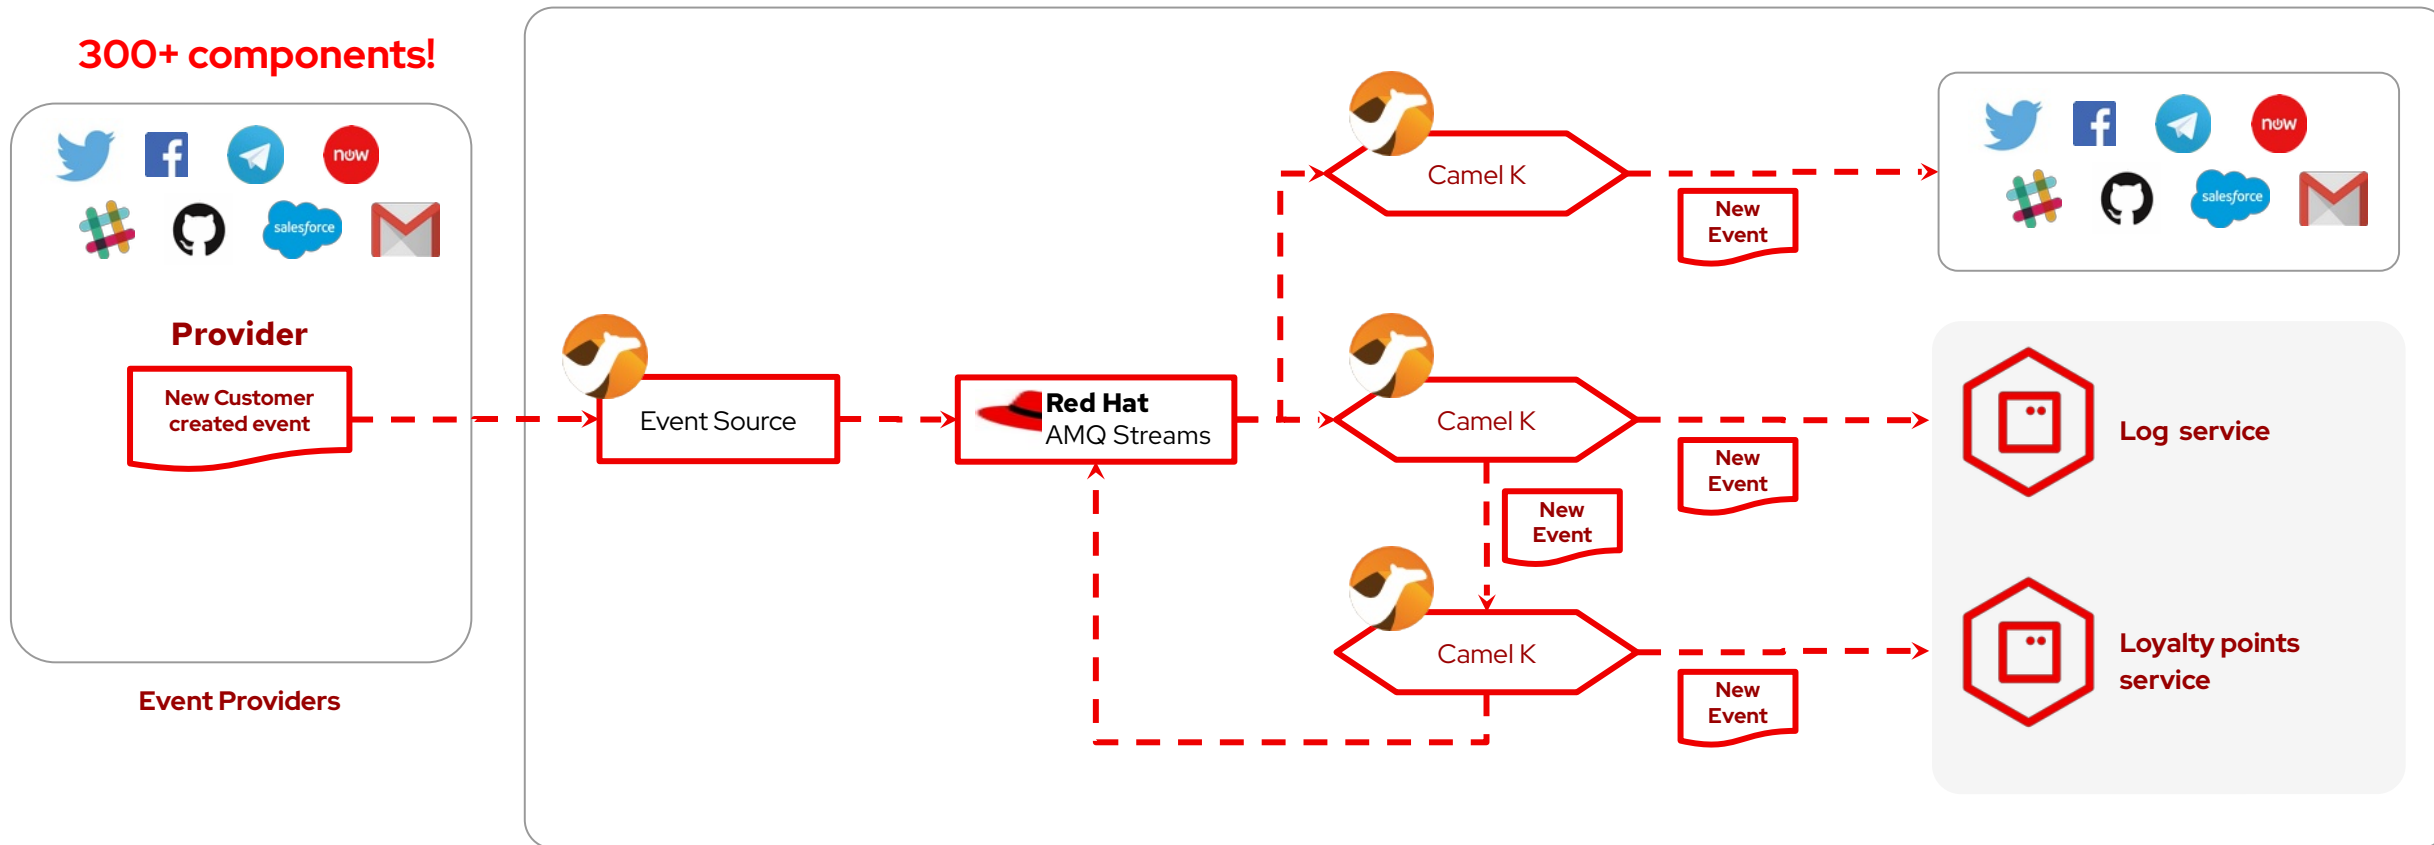 300+ components!
now
salesforce
Provider
New Customer
created event
Event Providers
Event Source
Red Hat
AMQ Streams
Camel K
New
Event
now
salesforce
Camel K
New
Event
Log service
New
Event
Camel K
New
Event
Loyalty points
service